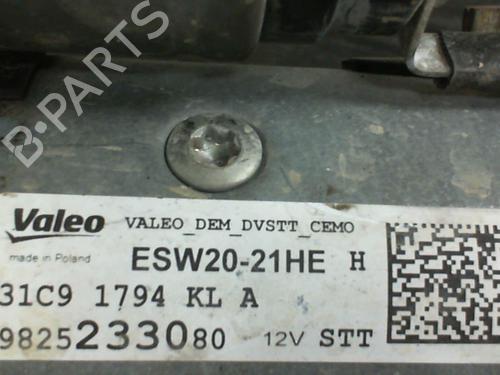 B-PARTS
Valeo
VALEO_DEM_DVSTT_CEMO
made in Poland
ESW20-21HE H
31C9 1794 KL A
9825233080 12V STT